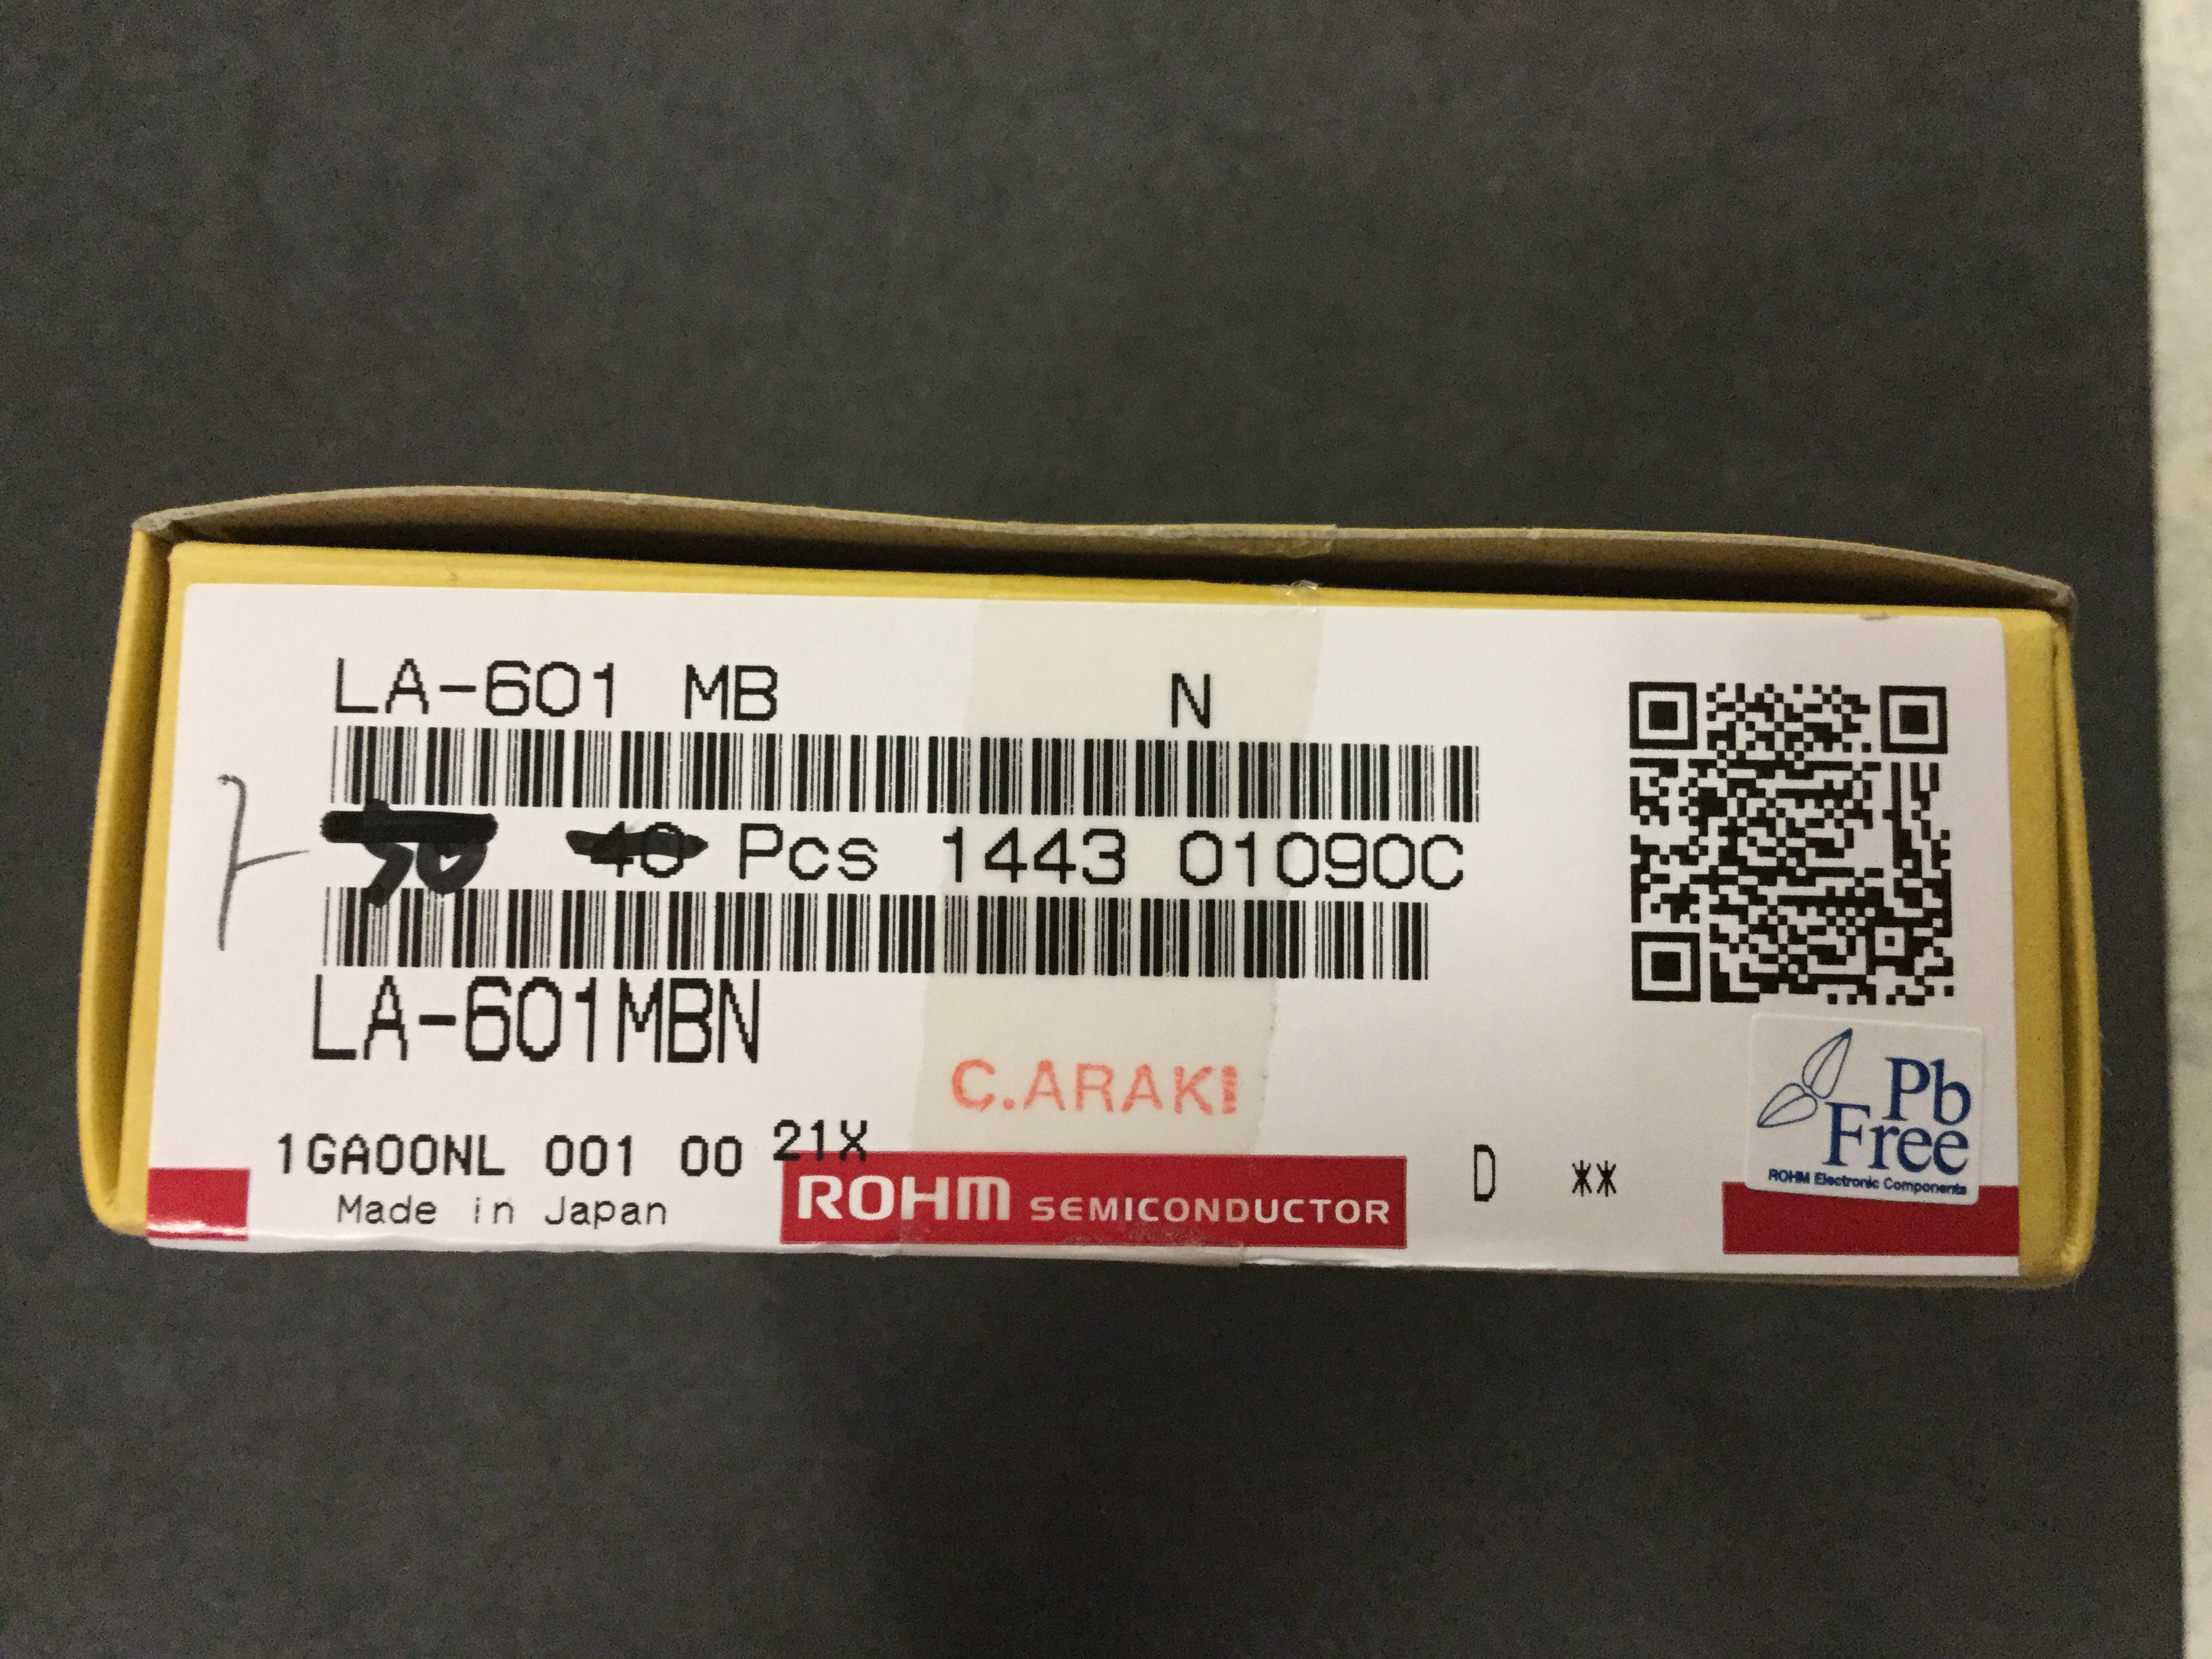 LA-601 MB N
40 Pcs 1443 01090C
LA-601MBN
C.ARAKI
1GA00NL 001 00 21X
Made in Japan
ROHM SEMICONDUCTOR
D **
Pb
Free
ROHM Electronic Components